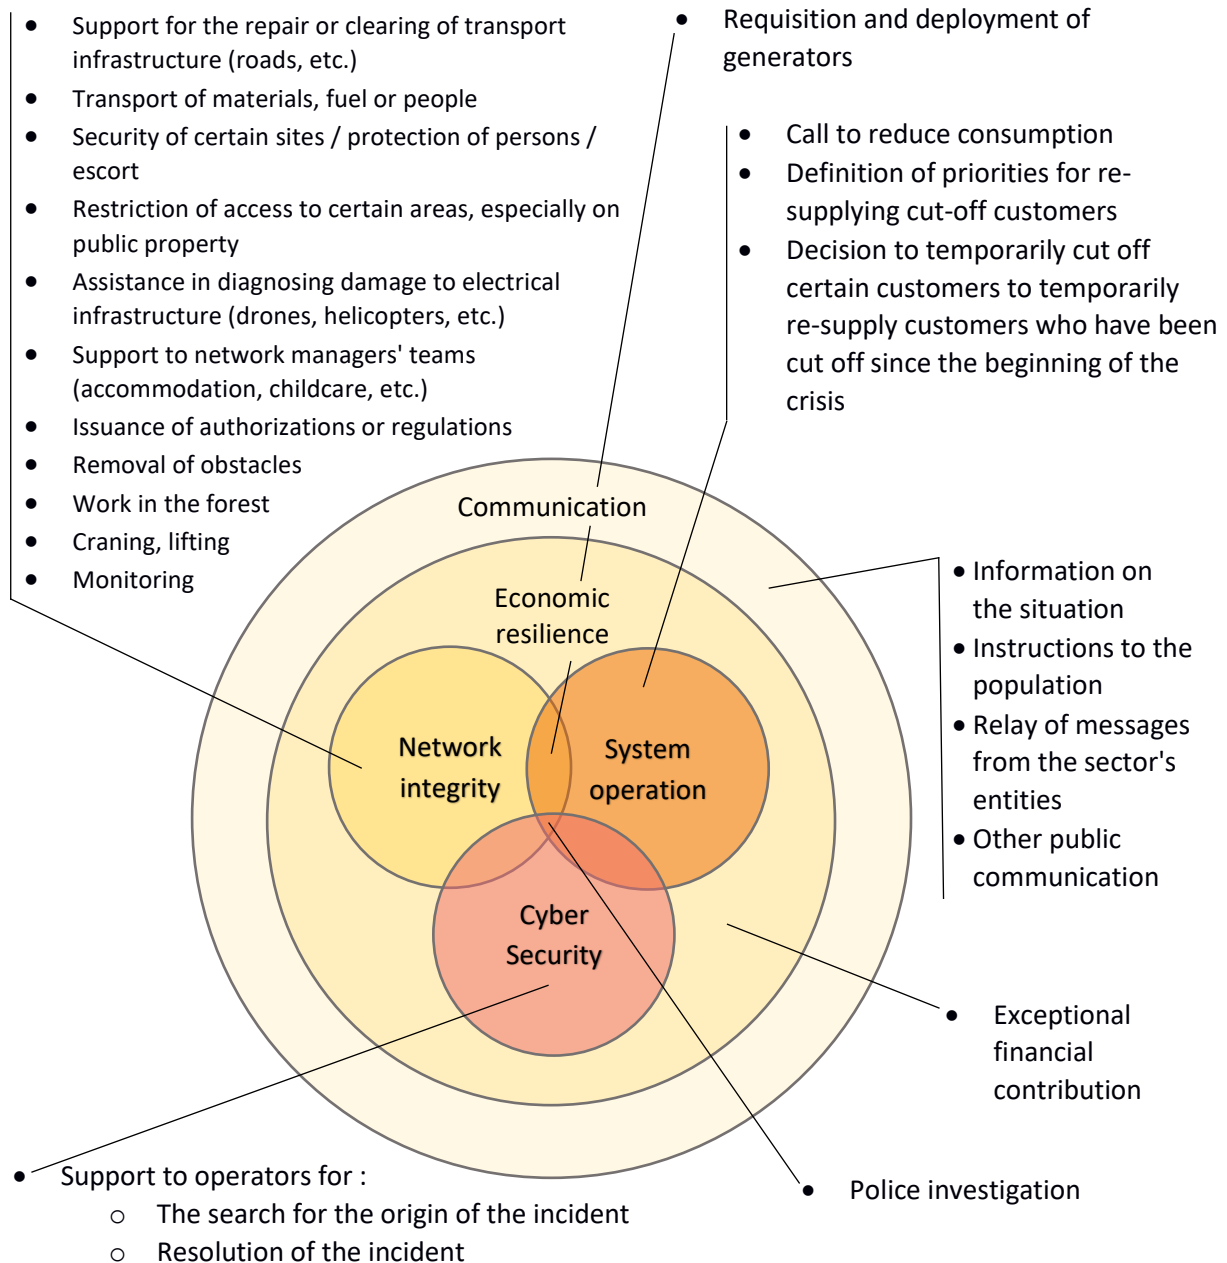 • Support for the repair or clearing of transport
infrastructure (roads, etc.)
• Transport of materials, fuel or people
• Security of certain sites / protection of persons /
escort
• Restriction of access to certain areas, especially on
public property
• Assistance in diagnosing damage to electrical
infrastructure (drones, helicopters, etc.)
• Support to network managers' teams
(accommodation, childcare, etc.)
• Issuance of authorizations or regulations
• Removal of obstacles
• Work in the forest
• Craning, lifting
• Monitoring
• Requisition and deployment of
generators
• Call to reduce consumption
• Definition of priorities for re-
supplying cut-off customers
• Decision to temporarily cut off
certain customers to temporarily
re-supply customers who have been
cut off since the beginning of the
crisis
Communication
Economic
resilience
Network
integrity
System
operation
Cyber
Security
• Information on
the situation
• Instructions to the
population
• Relay of messages
from the sector's
entities
• Other public
communication
• Exceptional
financial
contribution
• Police investigation
• Support to operators for :
o The search for the origin of the incident
o Resolution of the incident